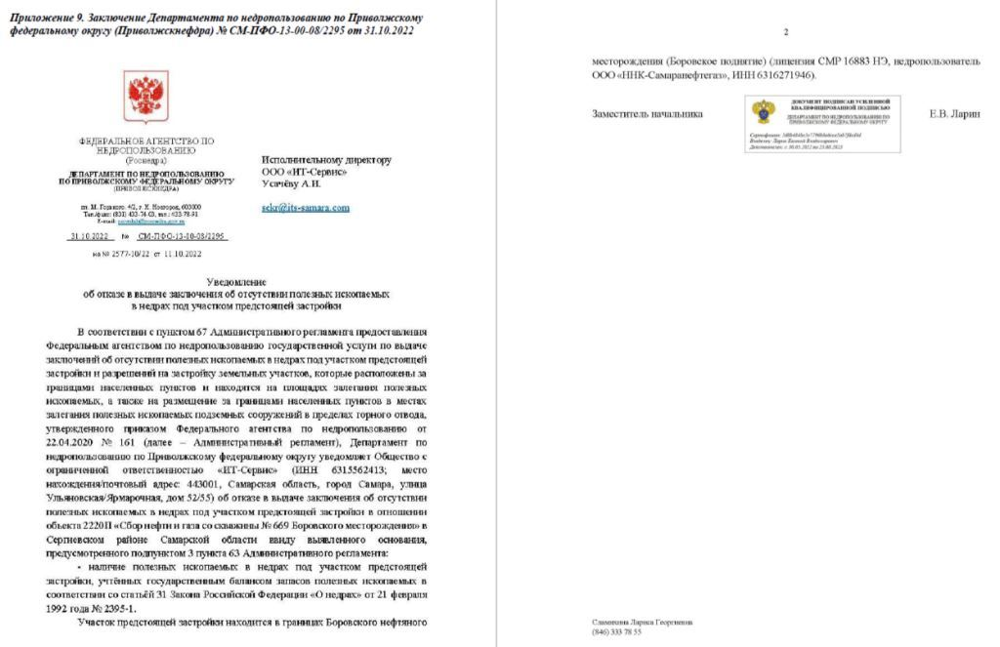 Приложение 9. Заключение Департамента по недропользованию по Приволжскому
федеральному округу (Приволжскнефдра) № СМ-ПФО-13-00-08/2295 от 31.10.2022
ФЕДЕРАЛЬНОЕ АГЕНТСТВО ПО
НЕДРОПОЛЬЗОВАНИЮ
(Роснедра)
ДЕПАРТАМЕНТ ПО НЕДРОПОЛЬЗОВАНИЮ
ПО ПРИВОЛЖСКОМУ ФЕДЕРАЛЬНОМУ ОКРУГУ
(ПРИВОЛЖСКНЕДРА)
пл. М. Горького, 4/2, г. Н. Новгород, 603000
Тел./факс: (831) 433-74-03, тел.: 433-78-91
E-mail:
31.10.2022 № СМ-ПФО-13-00-08/2295
на № 2577-10/22 от 11.10.2022
Исполнительному директору
ООО «ИТ-Сервис»
Усачёву А.И.
sckr@its-samara.com
Уведомление
об отказе в выдаче заключения об отсутствии полезных ископаемых
в недрах под участком предстоящей застройки
В соответствии с пунктом 67 Административного регламента предоставления
Федеральным агентством по недропользованию государственной услуги по выдаче
заключений об отсутствии полезных ископаемых в недрах под участком предстоящей
застройки и разрешений на застройку земельных участков, которые расположены за
границами населенных пунктов и находятся на площадях залегания полезных
ископаемых, а также на размещение за границами населенных пунктов в местах
залегания полезных ископаемых подземных сооружений в пределах горного отвода,
утвержденного приказом Федерального агентства по недропользованию от
22.04.2020 № 161 (далее – Административный регламент), Департамент по
недропользованию по Приволжскому федеральному округу уведомляет Общество с
ограниченной ответственностью «ИТ-Сервис» (ИНН 6315562413; место
нахождения/почтовый адрес: 443001, Самарская область, город Самара, улица
Ульяновская/Ярмарочная, дом 52/55) об отказе в выдаче заключения об отсутствии
полезных ископаемых в недрах под участком предстоящей застройки в отношении
объекта 2220П «Сбор нефти и газа со скважины № 669 Боровского месторождения» в
Сергиевском районе Самарской области ввиду выявленного основания,
предусмотренного подпунктом 3 пункта 63 Административного регламента:
- наличие полезных ископаемых в недрах под участком предстоящей
застройки, учтённых государственным балансом запасов полезных ископаемых в
соответствии со статьёй 31 Закона Российской Федерации «О недрах» от 21 февраля
1992 года № 2395-1.
Участок предстоящей застройки находится в границах Боровского нефтяного
2
месторождения (Боровское поднятие) (лицензия СМР 16883 НЭ, недропользователь
ООО «ННК-Самаранефтегаз», ИНН 6316271946).
Заместитель начальника
ДОКУМЕНТ ПОДПИСАН УСИЛЕННОЙ
КВАЛИФИЦИРОВАННОЙ ПОДПИСЬЮ
ДЕПАРТАМЕНТ ПО НЕДРОПОЛЬЗОВАНИЮ ПО
ПРИВОЛЖСКОМУ ФЕДЕРАЛЬНОМУ ОКРУГУ
Сертификат:
Владелец: Ларин Евгений Владимирович
Действителен:
Е.В. Ларин
Лариса Георгиевна
(846) 333 78 55